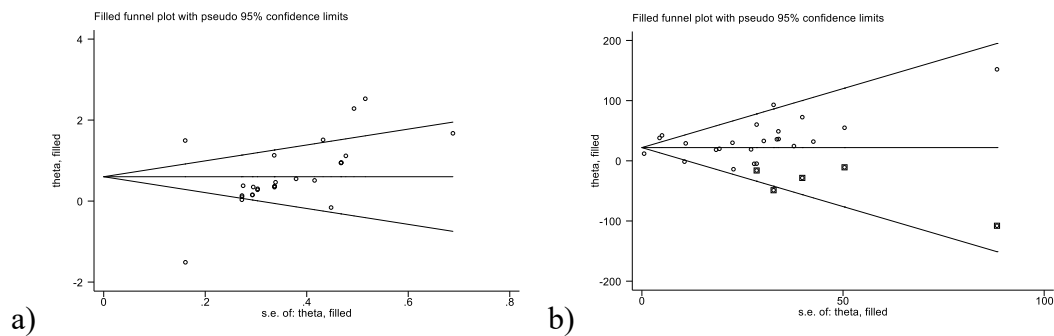 Filled funnel plot with pseudo 95% confidence limits
theta, filled
4
2
0
-2
0
.2
.4
.6
.8
s.e. of: theta, filled
a)
Filled funnel plot with pseudo 95% confidence limits
theta, filled
200
100
0
-100
-200
0
50
100
s.e. of: theta, filled
b)